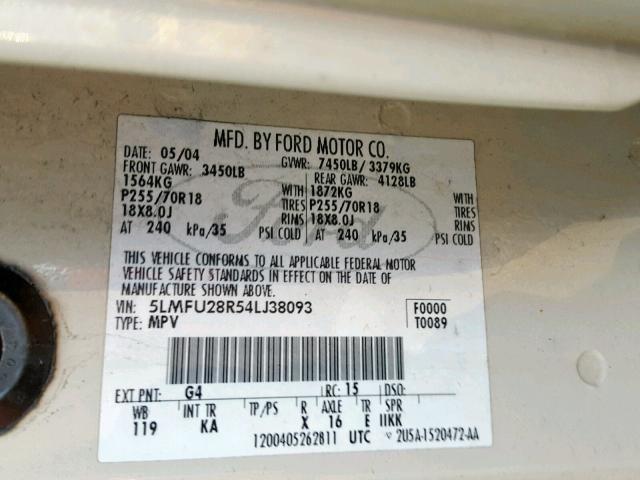 MFD. BY FORD MOTOR CO.
DATE: 05/04 GVWR: 7450LB/ 3379KG
FRONT GAWR: 3450LB REAR GAWR: 4128LB
1564KG WITH 1872KG WITH
P255/70R18 TIRES P255/70R18 TIRES
18X8.0J RIMS 18X8.0J RIMS
AT 240 kPa/35 PSI COLD AT 240 kPa/35 PSI COLD
Ford
THIS VEHICLE CONFORMS TO ALL APPLICABLE FEDERAL MOTOR
VEHICLE SAFETY STANDARDS IN EFFECT ON THE DATE OF
MANUFACTURE SHOWN ABOVE.
VIN: 5LMFU28R54LJ38093 F0000
TYPE: MPV T0089
EXT PNT: G4 RC: 15 DSO:
WB INT TR TP/PS R AXLE TR SPR
119 KA X 16 E IIKK
1200405262811 UTC 2U5A-1520472-AA